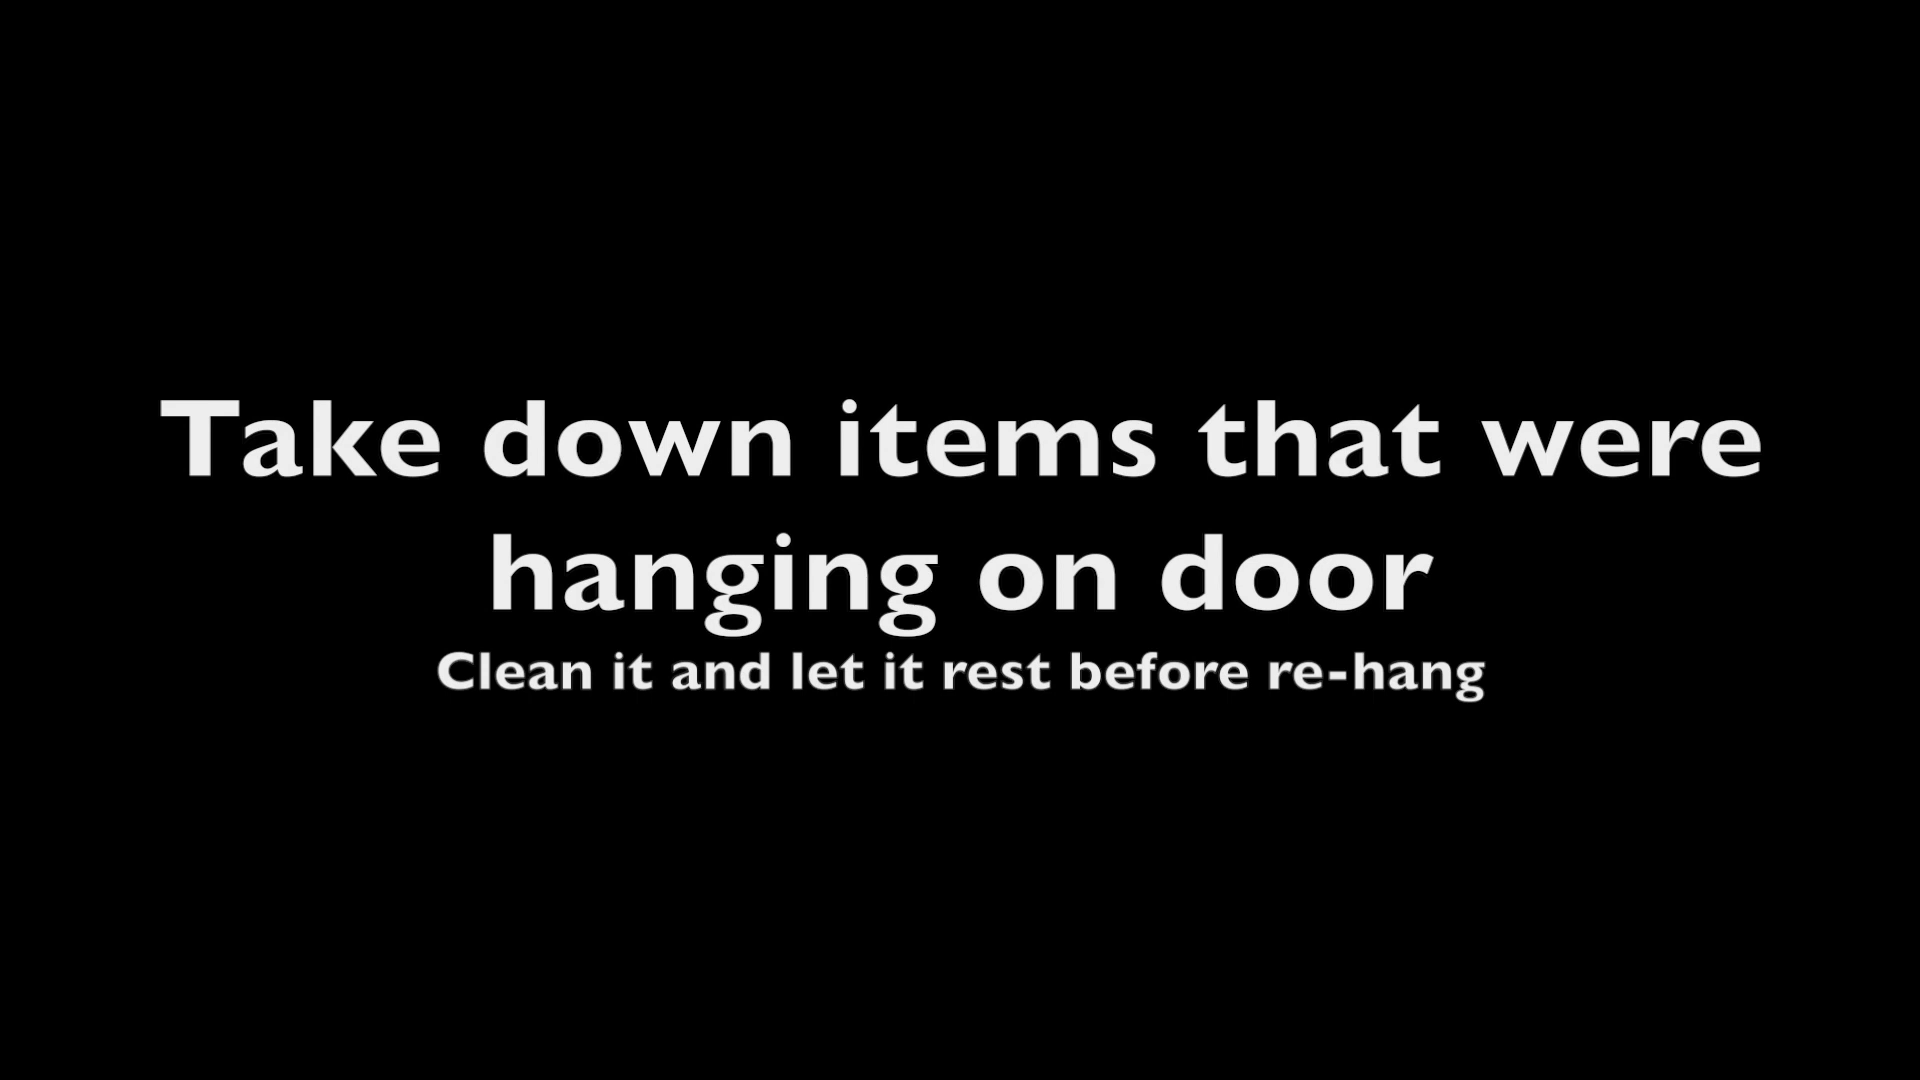 Take down items that were
hanging on door
Clean it and let it rest before re-hang